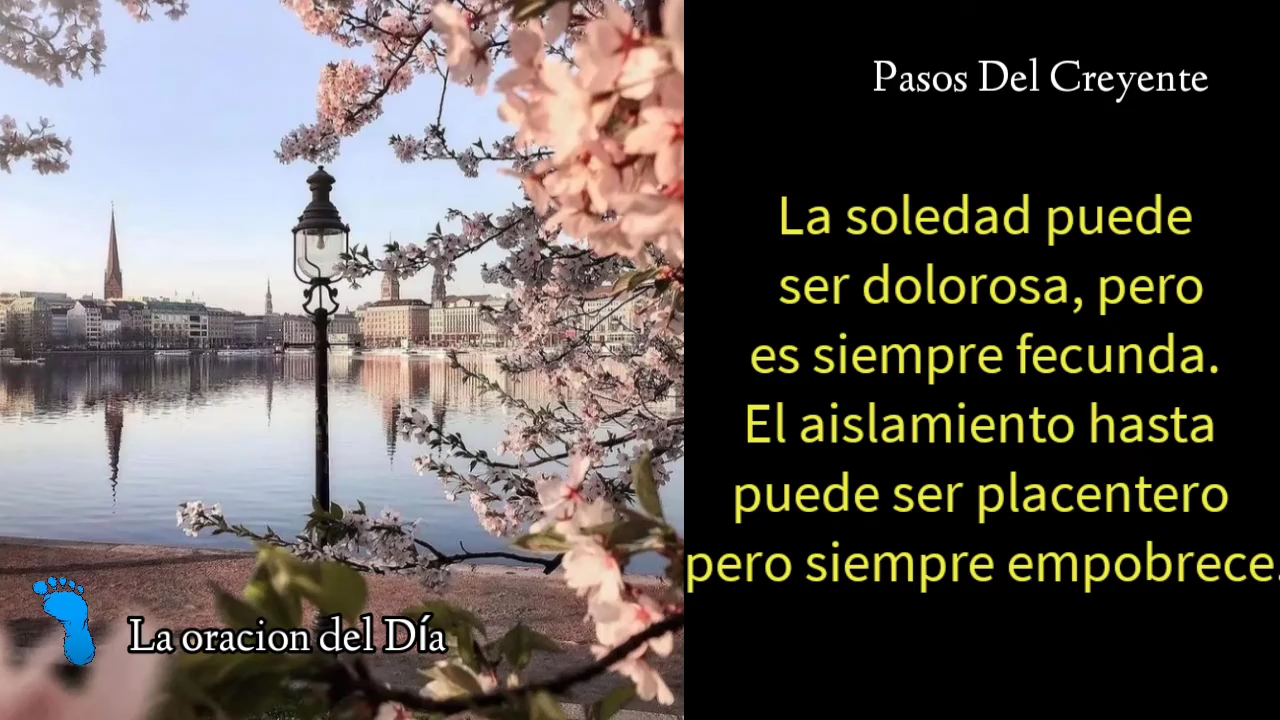 Pasos Del Creyente
La soledad puede
ser dolorosa, pero
es siempre fecunda.
El aislamiento hasta
puede ser placentero
pero siempre empobrece.
La oracion del Día